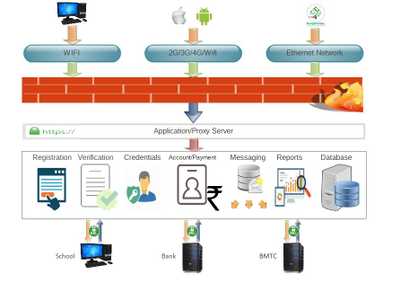 WIFI
2G/3G/4G/Wifi
Ethernet Network
https://
Application/Proxy Server
Registration
Verification
Credentials
Account/Payment
Messaging
Reports
Database
School
Bank
BMTC